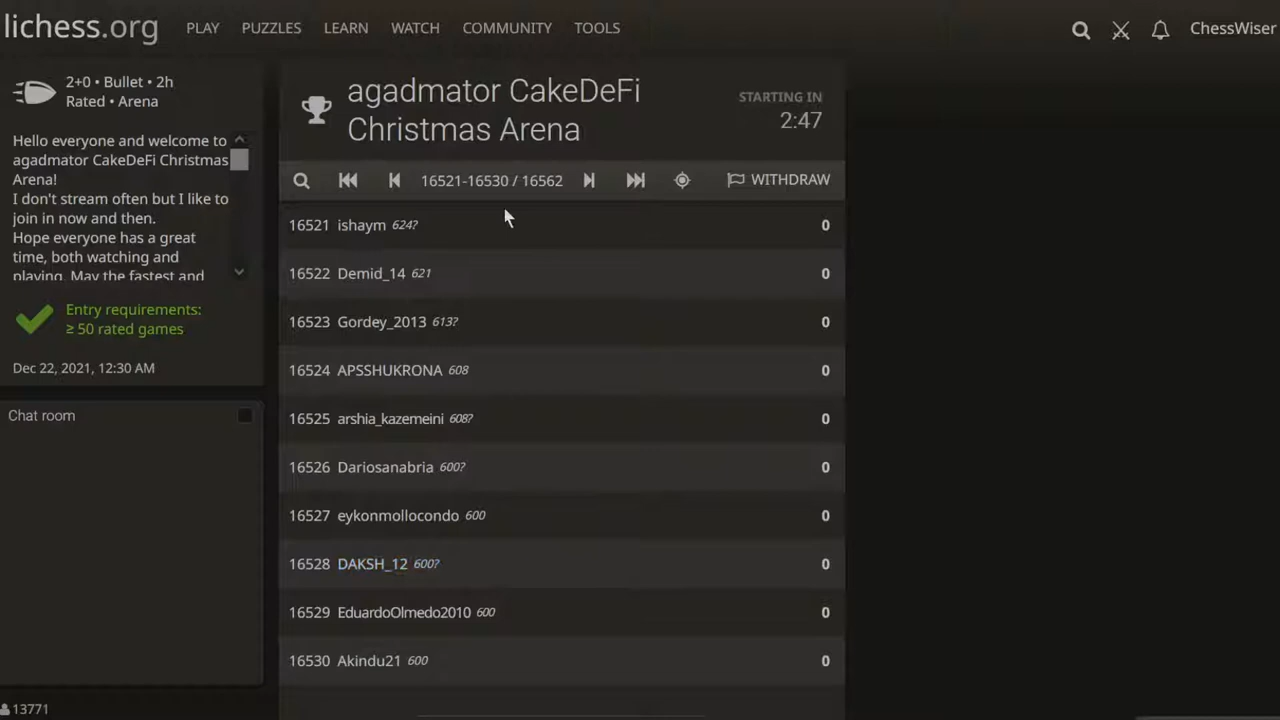 lichess.org PLAY PUZZLES LEARN WATCH COMMUNITY TOOLS ChessWiser
2+0 • Bullet • 2h
Rated • Arena
Hello everyone and welcome to
agadmator CakeDeFi Christmas
Arena!
I don't stream often but I like to
join in now and then.
Hope everyone has a great
time, both watching and
playing. May the fastest and
Entry requirements:
≥ 50 rated games
Dec 22, 2021, 12:30 AM
Chat room
13771
agadmator CakeDeFi
Christmas Arena
STARTING IN
2:47
16521-16530 / 16562 WITHDRAW
16521 ishaym 624? 0
16522 Demid_14 621 0
16523 Gordey_2013 613? 0
16524 APSSHUKRONA 608 0
16525 arshia_kazemeini 608? 0
16526 Dariosanabria 600? 0
16527 eykonmollocondo 600 0
16528 DAKSH_12 600? 0
16529 EduardoOlmedo2010 600 0
16530 Akindu21 600 0